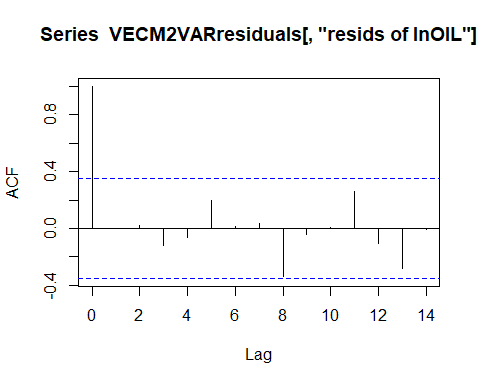 Series  VECM2VARresiduals[, "resids of lnOIL"]
ACF
0.8
0.4
0.0
-0.4
0 2 4 6 8 10 12 14
Lag